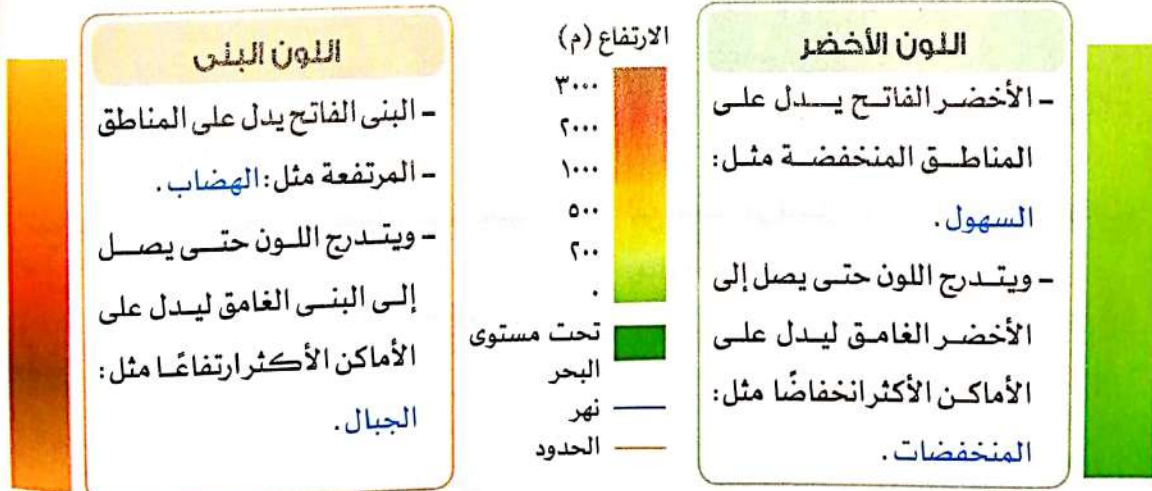 اللون الأخضر
- الأخضر الفاتح يدل على
المناطق المنخفضة مثل:
السهول.
- ويتدرج اللون حتى يصل إلى
الأخضر الغامق ليدل على
الأماكن الأكثر انخفاضًا مثل:
المنخفضات.
الارتفاع (م)
٣٠٠٠
٢٠٠٠
١٠٠٠
٥٠٠
٢٠٠
٠
تحت مستوى
البحر
نهر
الحدود
اللون البنى
- البنى الفاتح يدل على المناطق
- المرتفعة مثل: الهضاب.
- ويتدرج اللون حتى يصل
إلى البنى الغامق ليدل على
الأماكن الأكثر ارتفاعًا مثل:
الجبال.